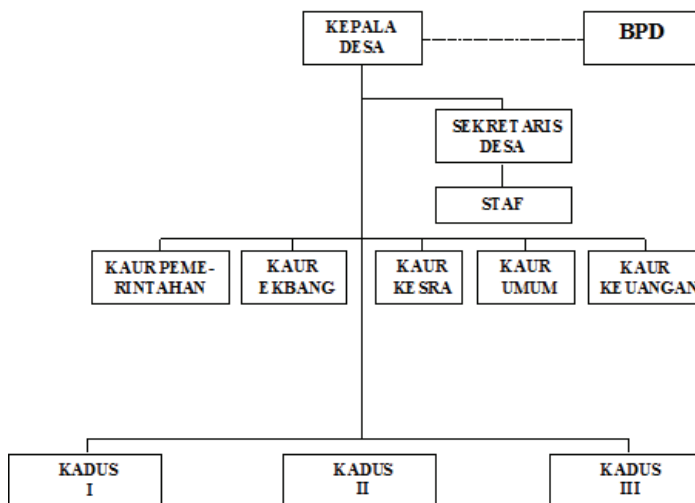 KEPALA
DESA
BPD
SEKRETARIS
DESA
STAF
KAUR PEME-
RINTAHAN
KAUR
EKBANG
KAUR
KESRA
KAUR
UMUM
KAUR
KEUANGAN
KADUS
I
KADUS
II
KADUS
III